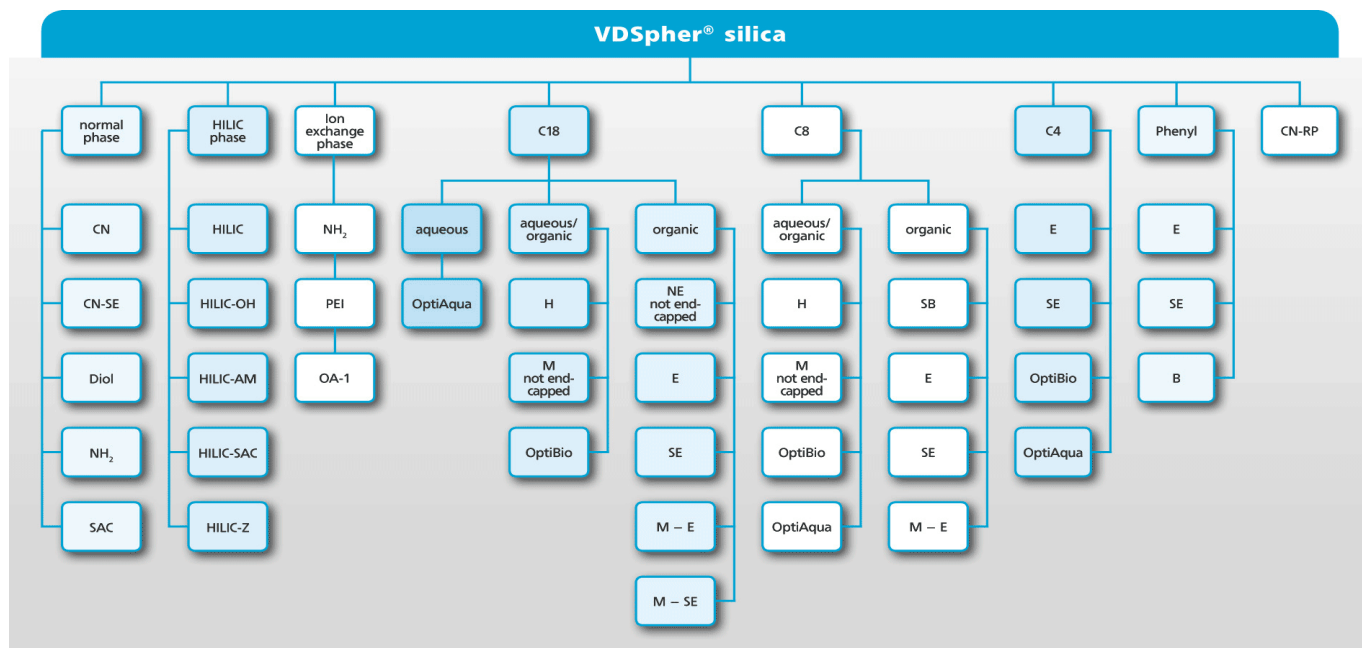 VDSpher® silica
normal
phase
HILIC
phase
Ion
exchange
phase
C18
C8
C4
Phenyl
CN-RP
CN
HILIC
NH₂
aqueous
aqueous/
organic
organic
aqueous/
organic
organic
E
E
CN-SE
HILIC-OH
PEI
OptiAqua
H
NE
not end-
capped
H
SB
SE
SE
Diol
HILIC-AM
OA-1
M
not end-
capped
E
M
not end-
capped
E
OptiBio
B
NH₂
HILIC-SAC
OptiBio
SE
OptiBio
SE
OptiAqua
SAC
HILIC-Z
M – E
OptiAqua
M – E
M – SE